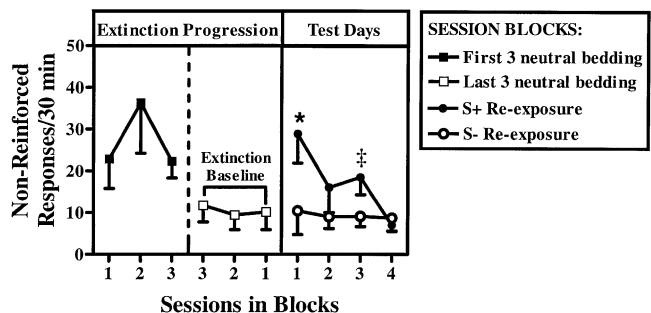 Extinction Progression Test Days
50
40
30
20
10
0
Non-Reinforced
Responses/30 min
*
‡
Extinction
Baseline
1 2 3 3 2 1 1 2 3 4
Sessions in Blocks
SESSION BLOCKS:
First 3 neutral bedding
Last 3 neutral bedding
S+ Re-exposure
S- Re-exposure